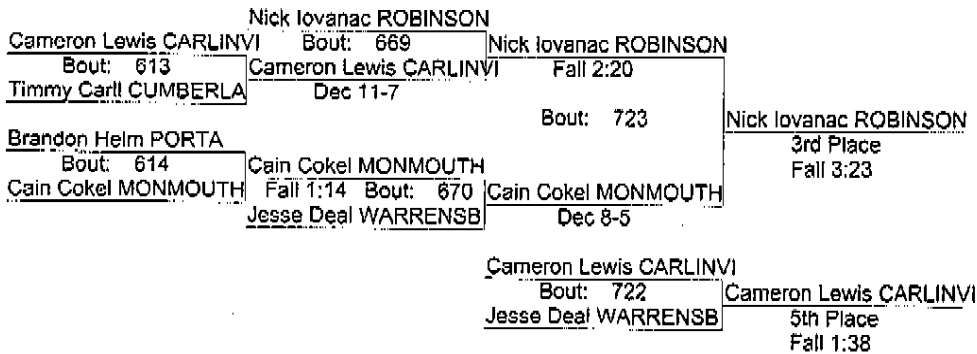 Nick Iovanac ROBINSON
Cameron Lewis CARLINVI
Bout: 669
Nick Iovanac ROBINSON
Bout: 613
Cameron Lewis CARLINVI
Fall 2:20
Timmy Carll CUMBERLA
Dec 11-7
Bout: 723
Nick Iovanac ROBINSON
Brandon Helm PORTA
3rd Place
Bout: 614
Cain Cokel MONMOUTH
Fall 3:23
Cain Cokel MONMOUTH
Fall 1:14 Bout: 670
Cain Cokel MONMOUTH
Jesse Deal WARRENSB
Dec 8-5
Cameron Lewis CARLINVI
Bout: 722
Cameron Lewis CARLINVI
Jesse Deal WARRENSB
5th Place
Fall 1:38